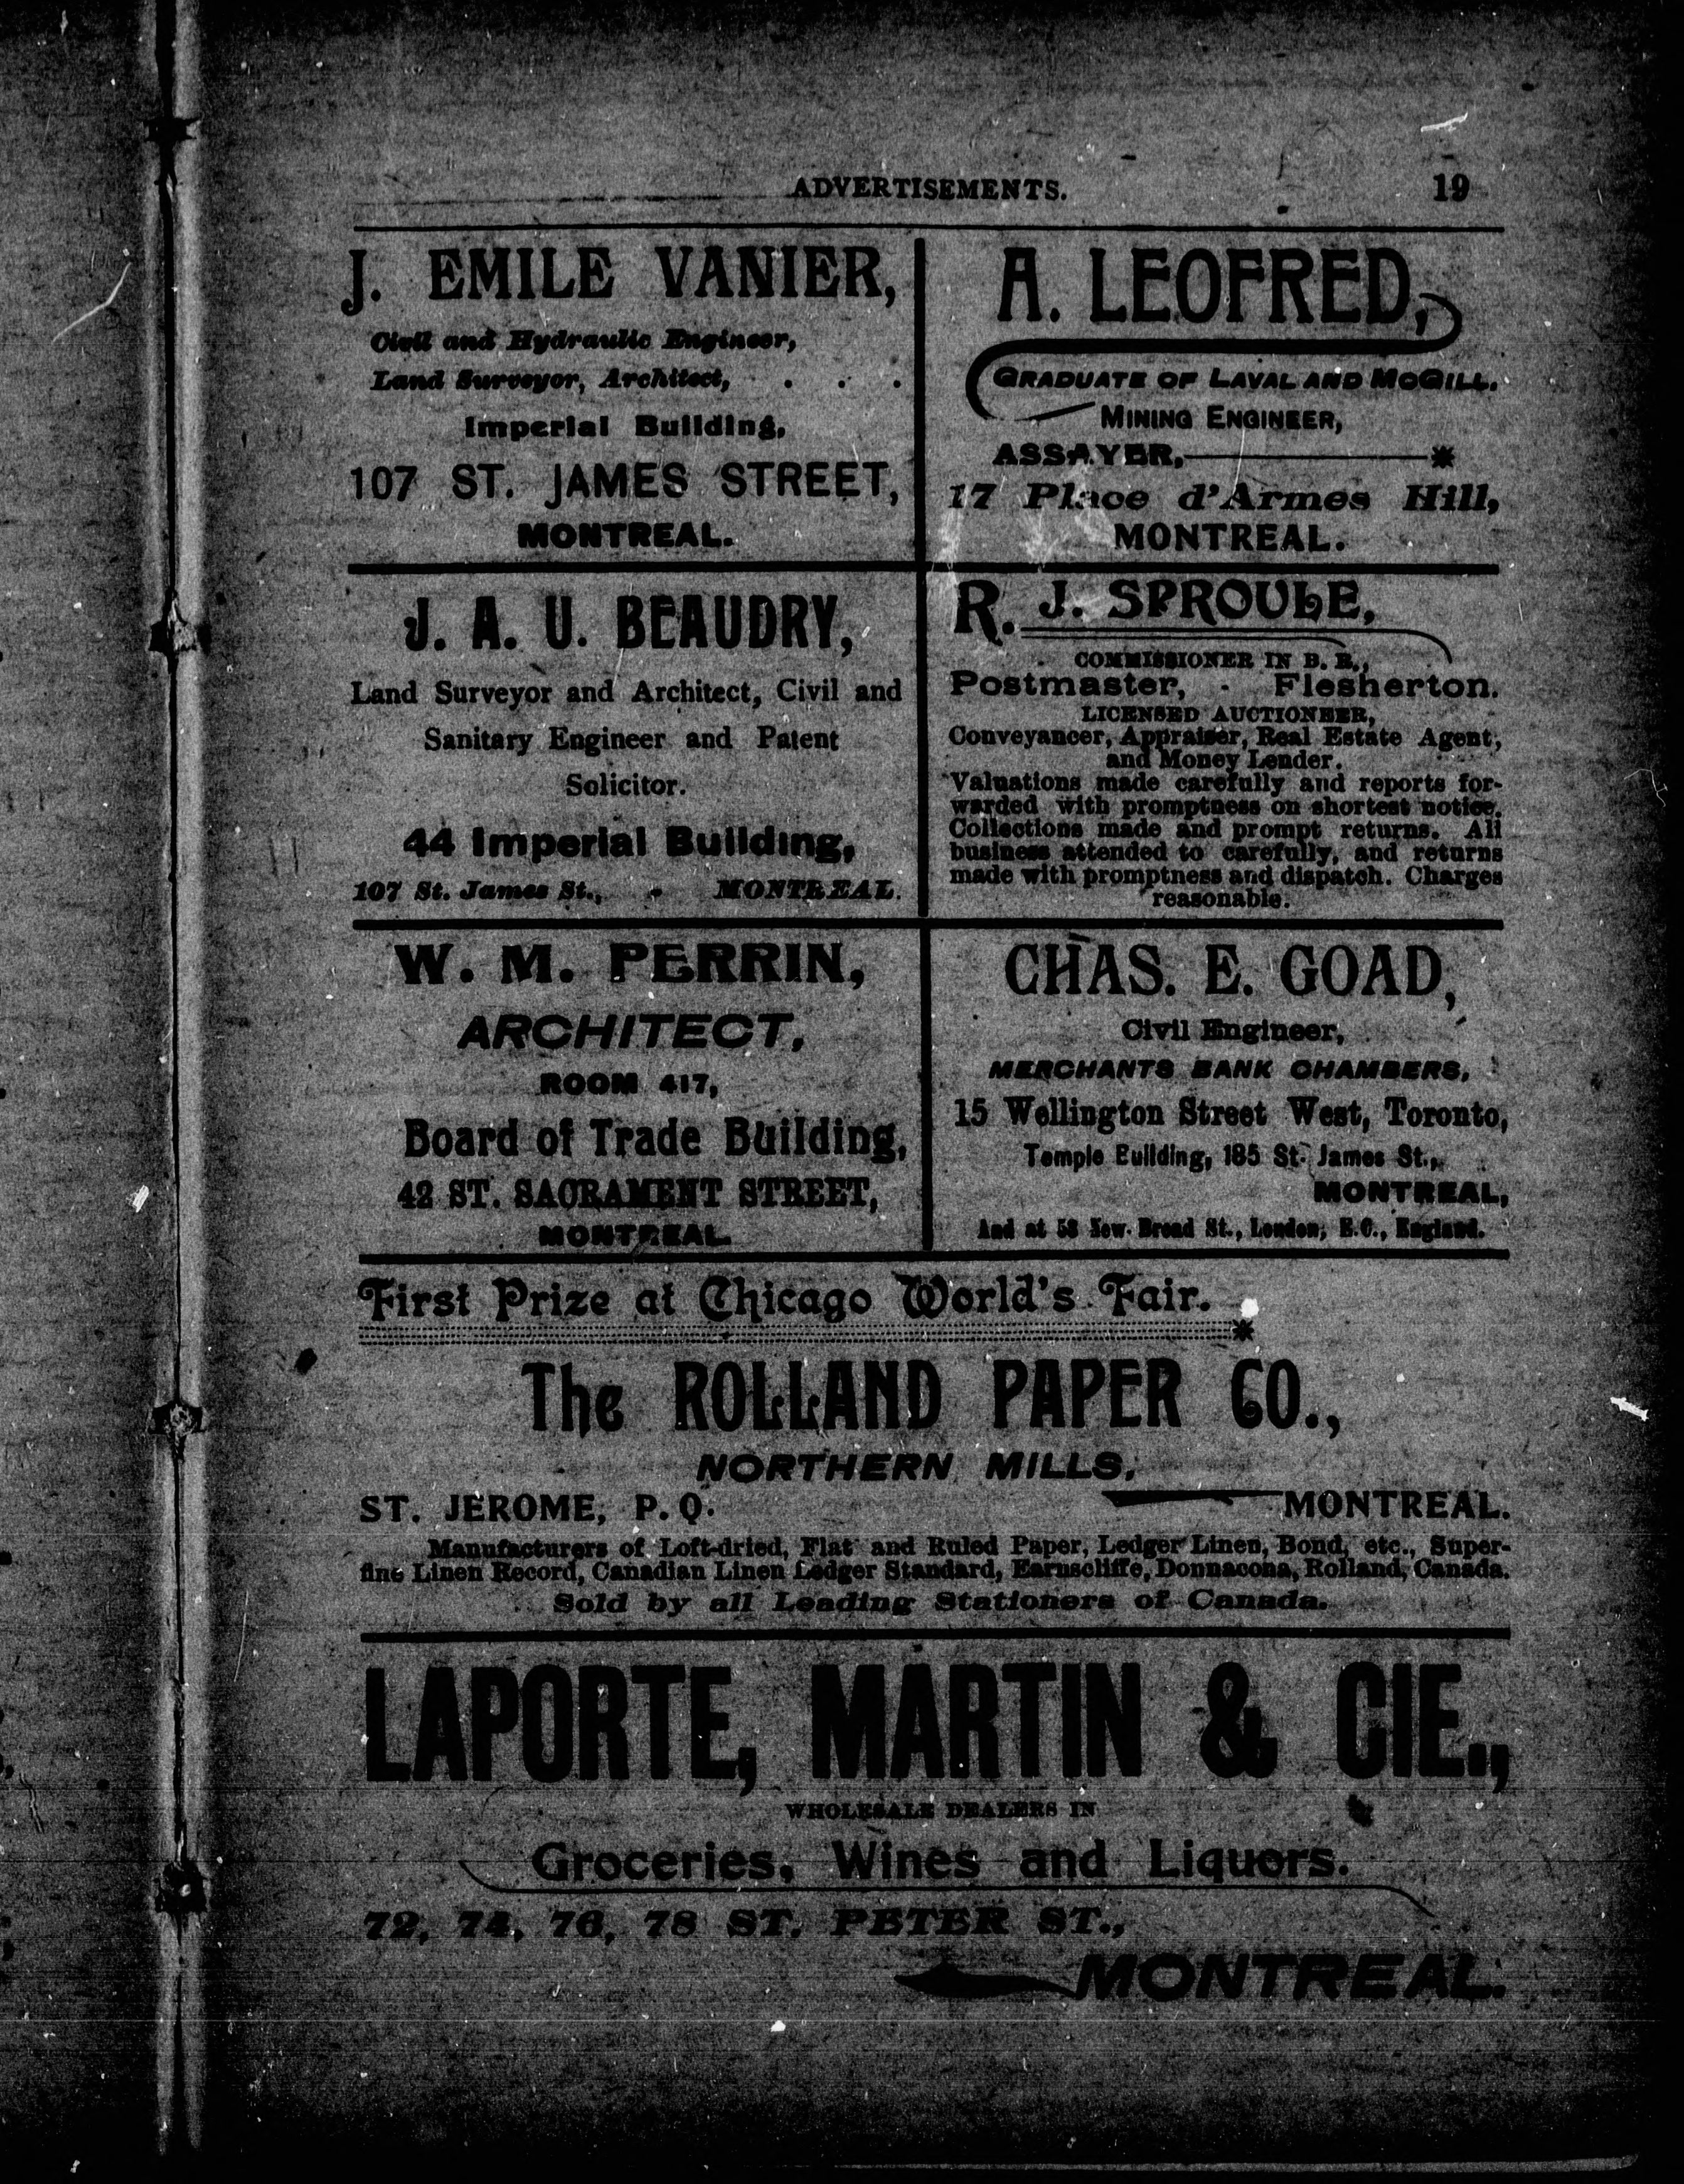 ADVERTISEMENTS. 19
J. EMILE VANIER,
Civil and Hydraulic Engineer,
Land Surveyor, Architect, . . .
Imperial Building,
107 ST. JAMES STREET,
MONTREAL.
A. LEOFRED,
GRADUATE OF LAVAL AND MCGILL.
MINING ENGINEER,
ASSAYER,
17 Place d'Armes Hill,
MONTREAL.
J. A. U. BEAUDRY,
Land Surveyor and Architect, Civil and
Sanitary Engineer and Patent
Solicitor.
44 Imperial Building,
107 St. James St., - MONTREAL.
R. J. SPROULE,
COMMISSIONER IN B. R.,
Postmaster, - Flesherton.
LICENSED AUCTIONEER,
Conveyancer, Appraiser, Real Estate Agent,
and Money Lender.
Valuations made carefully and reports for-
warded with promptness on shortest notice.
Collections made and prompt returns. All
business attended to carefully, and returns
made with promptness and dispatch. Charges
reasonable.
W. M. PERRIN,
ARCHITECT,
ROOM 417,
Board of Trade Building,
42 ST. SACRAMENT STREET,
MONTREAL.
CHAS. E. GOAD,
Civil Engineer,
MERCHANTS BANK CHAMBERS,
15 Wellington Street West, Toronto,
Temple Building, 185 St. James St.,
MONTREAL,
And at 53 New Broad St., London, E.C., England.
First Prize at Chicago World's Fair.
The ROLLAND PAPER CO.,
NORTHERN MILLS,
ST. JEROME, P. Q. MONTREAL.
Manufacturers of Loft-dried, Flat and Ruled Paper, Ledger Linen, Bond, etc., Super-
fine Linen Record, Canadian Linen Ledger Standard, Earnscliffe, Donnacona, Rolland, Canada.
Sold by all Leading Stationers of Canada.
LAPORTE, MARTIN & CIE.,
WHOLESALE DEALERS IN
Groceries, Wines and Liquors.
72, 74, 76, 78 ST. PETER ST.,
MONTREAL.